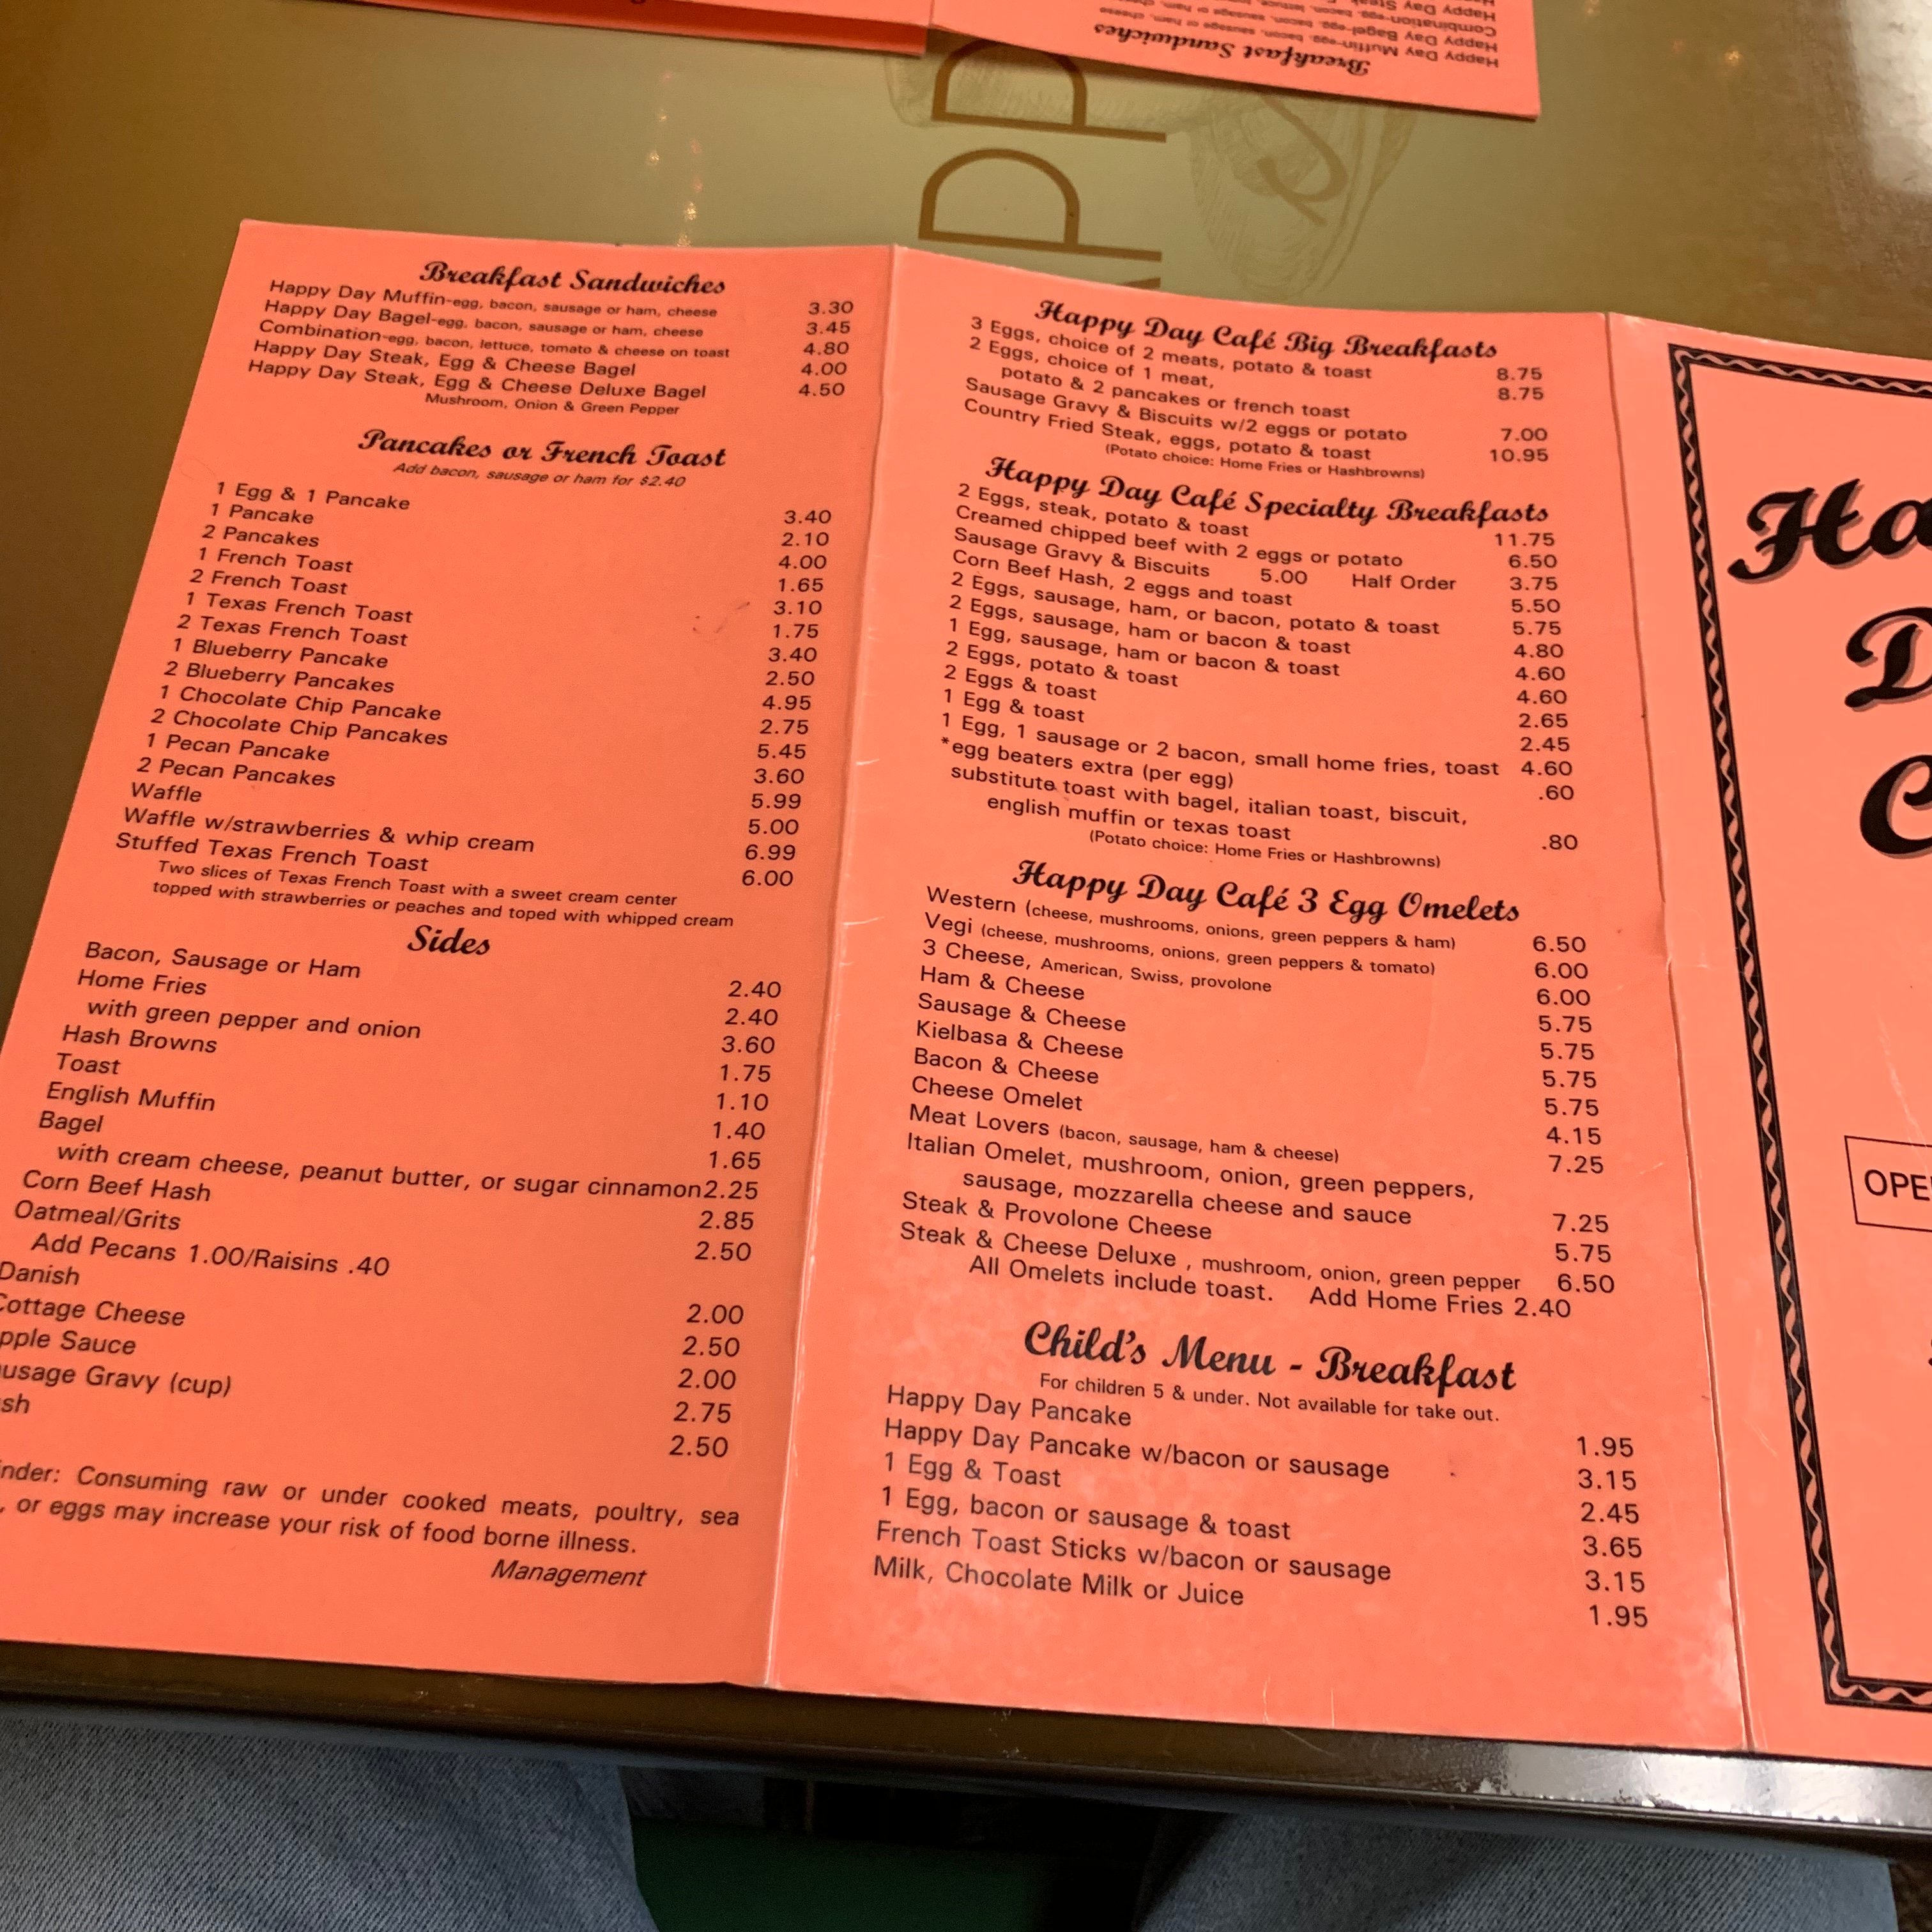 Breakfast Sandwiches
Happy Day Muffin-egg, bacon, sausage or ham, cheese 3.30
Happy Day Bagel-egg, bacon, sausage or ham, cheese 3.45
Combination-egg, bacon, lettuce, tomato & cheese on toast 4.80
Happy Day Steak, Egg & Cheese Bagel 4.00
Happy Day Steak, Egg & Cheese Deluxe Bagel 4.50
Mushroom, Onion & Green Pepper
Pancakes or French Toast
Add bacon, sausage or ham for $2.40
1 Egg & 1 Pancake 3.40
1 Pancake 2.10
2 Pancakes 4.00
1 French Toast 1.65
2 French Toast 3.10
1 Texas French Toast 1.75
2 Texas French Toast 3.40
1 Blueberry Pancake 2.50
2 Blueberry Pancakes 4.95
1 Chocolate Chip Pancake 2.75
2 Chocolate Chip Pancakes 5.45
1 Pecan Pancake 3.60
2 Pecan Pancakes 5.99
Waffle 5.00
Waffle w/strawberries & whip cream 6.99
Stuffed Texas French Toast 6.00
Two slices of Texas French Toast with a sweet cream center
topped with strawberries or peaches and toped with whipped cream
Sides
Bacon, Sausage or Ham 2.40
Home Fries 2.40
with green pepper and onion 3.60
Hash Browns 1.75
Toast 1.10
English Muffin 1.40
Bagel 1.65
with cream cheese, peanut butter, or sugar cinnamon 2.25
Corn Beef Hash 2.85
Oatmeal/Grits 2.50
Add Pecans 1.00/Raisins .40
Danish 2.00
Cottage Cheese 2.50
pple Sauce 2.00
usage Gravy (cup) 2.75
sh 2.50
nder: Consuming raw or under cooked meats, poultry, sea
, or eggs may increase your risk of food borne illness.
Management
Happy Day Café Big Breakfasts
3 Eggs, choice of 2 meats, potato & toast 8.75
2 Eggs, choice of 1 meat, 8.75
potato & 2 pancakes or french toast
Sausage Gravy & Biscuits w/2 eggs or potato 7.00
Country Fried Steak, eggs, potato & toast 10.95
(Potato choice: Home Fries or Hashbrowns)
Happy Day Café Specialty Breakfasts
2 Eggs, steak, potato & toast 11.75
Creamed chipped beef with 2 eggs or potato 6.50
Sausage Gravy & Biscuits 5.00 Half Order 3.75
Corn Beef Hash, 2 eggs and toast 5.50
2 Eggs, sausage, ham, or bacon, potato & toast 5.75
2 Eggs, sausage, ham or bacon & toast 4.80
1 Egg, sausage, ham or bacon & toast 4.60
2 Eggs, potato & toast 4.60
2 Eggs & toast 2.65
1 Egg & toast 2.45
1 Egg, 1 sausage or 2 bacon, small home fries, toast 4.60
*egg beaters extra (per egg) .60
substitute toast with bagel, italian toast, biscuit,
english muffin or texas toast .80
(Potato choice: Home Fries or Hashbrowns)
Happy Day Café 3 Egg Omelets
Western (cheese, mushrooms, onions, green peppers & ham) 6.50
Vegi (cheese, mushrooms, onions, green peppers & tomato) 6.00
3 Cheese, American, Swiss, provolone 6.00
Ham & Cheese 5.75
Sausage & Cheese 5.75
Kielbasa & Cheese 5.75
Bacon & Cheese 5.75
Cheese Omelet 4.15
Meat Lovers (bacon, sausage, ham & cheese) 7.25
Italian Omelet, mushroom, onion, green peppers,
sausage, mozzarella cheese and sauce 7.25
Steak & Provolone Cheese 5.75
Steak & Cheese Deluxe , mushroom, onion, green pepper 6.50
All Omelets include toast. Add Home Fries 2.40
Child's Menu - Breakfast
For children 5 & under. Not available for take out.
Happy Day Pancake 1.95
Happy Day Pancake w/bacon or sausage 3.15
1 Egg & Toast 2.45
1 Egg, bacon or sausage & toast 3.65
French Toast Sticks w/bacon or sausage 3.15
Milk, Chocolate Milk or Juice 1.95
Ha
D
C
OPE
Breakfast Sandwiches
Happy Day Muffin-egg, bacon, sausage or ham, cheese
Happy Day Bagel-egg, bacon, sausage or ham, cheese